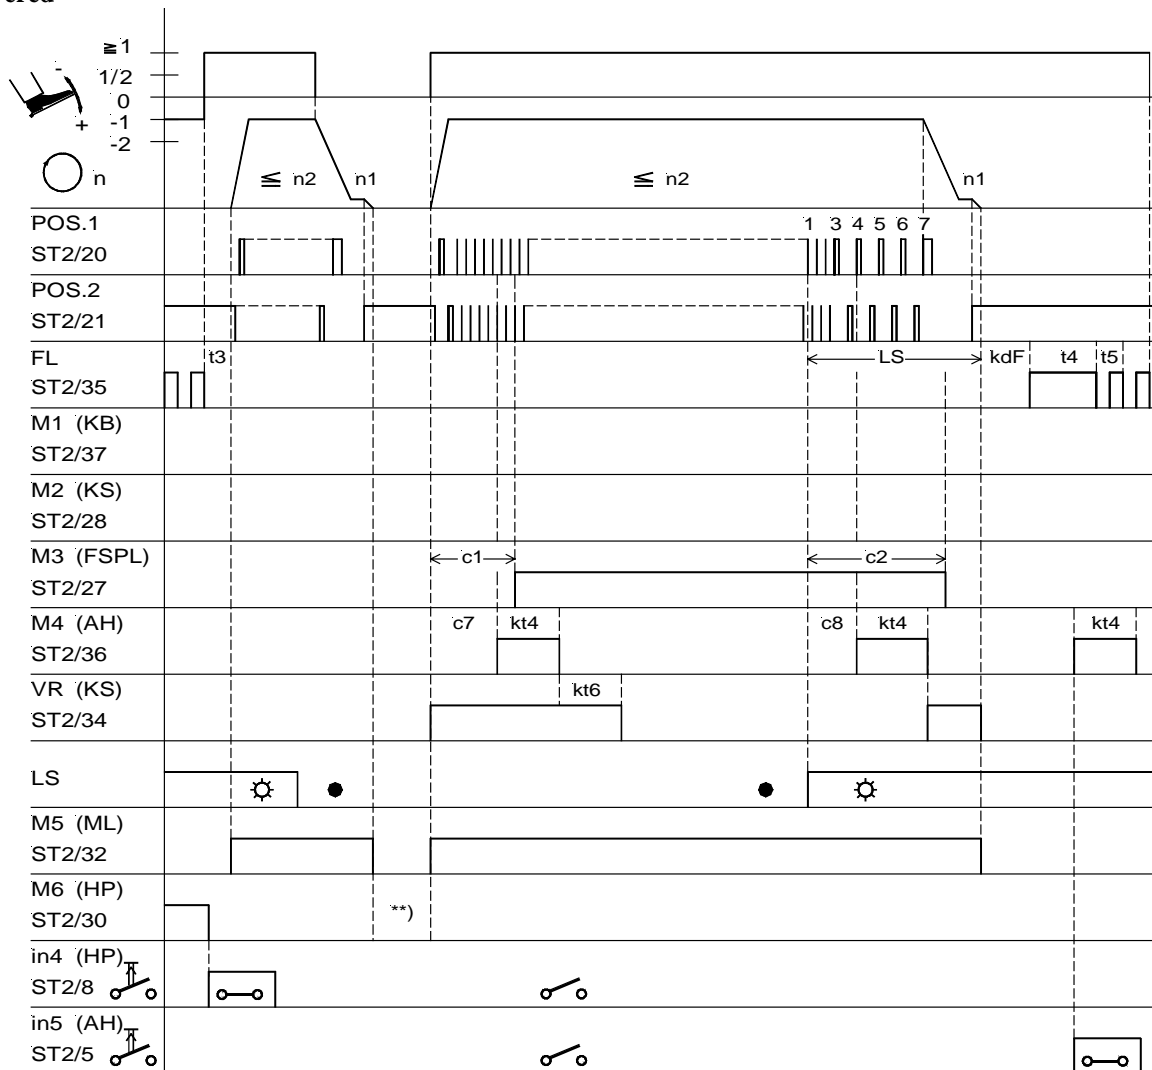 ≧ 1
1/2
-
0
+ -1
-2
n ≦ n2 n1 ≦ n2 n1
POS.1 1 3 4 5 6 7
ST2/20
POS.2
ST2/21
FL t3 LS kdF t4 t5
ST2/35
M1 (KB)
ST2/37
M2 (KS)
ST2/28
M3 (FSPL) c1 c2
ST2/27
M4 (AH) c7 kt4 c8 kt4 kt4
ST2/36
VR (KS) kt6
ST2/34
LS
M5 (ML)
ST2/32
M6 (HP) **)
ST2/30
in4 (HP)
ST2/8
in5 (AH)
ST2/5